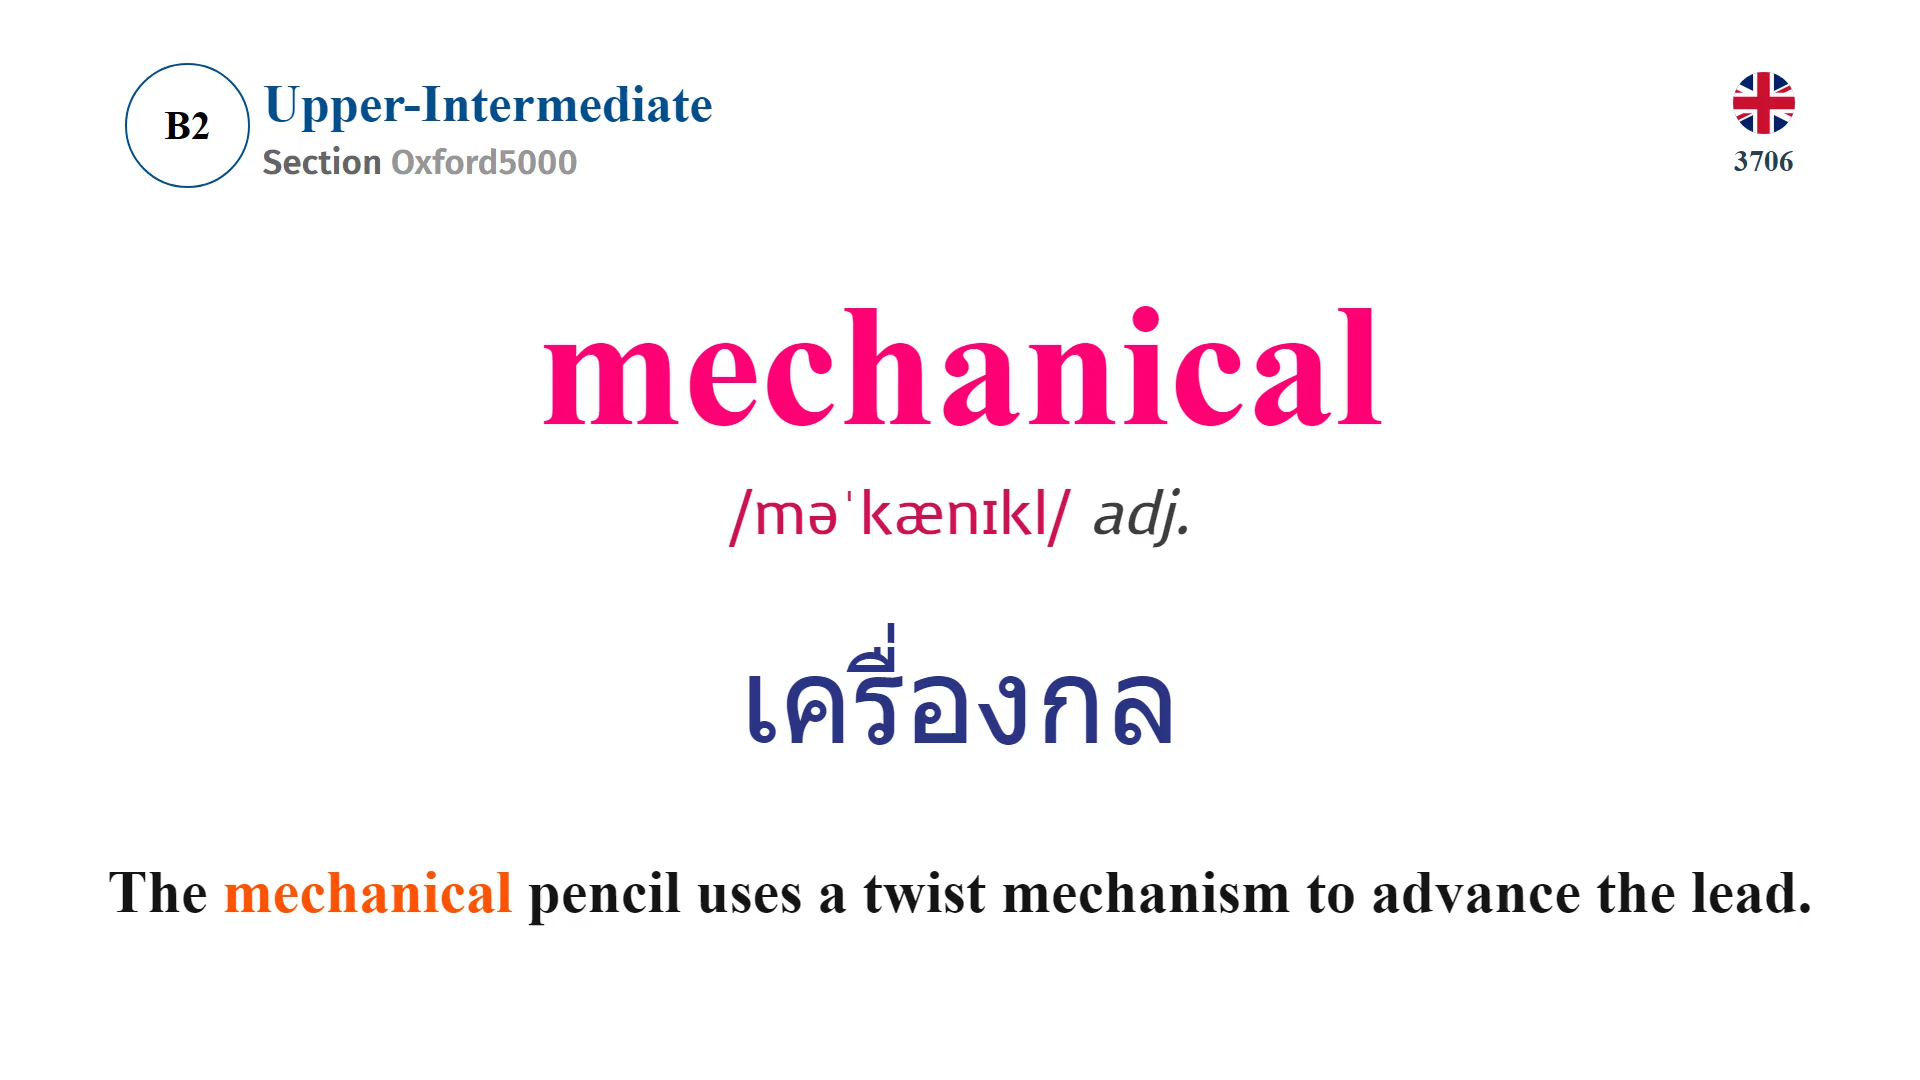 B2
Upper-Intermediate
Section Oxford5000
3706
mechanical
/məˈkænɪkl/ adj.
เครื่องกล
The mechanical pencil uses a twist mechanism to advance the lead.